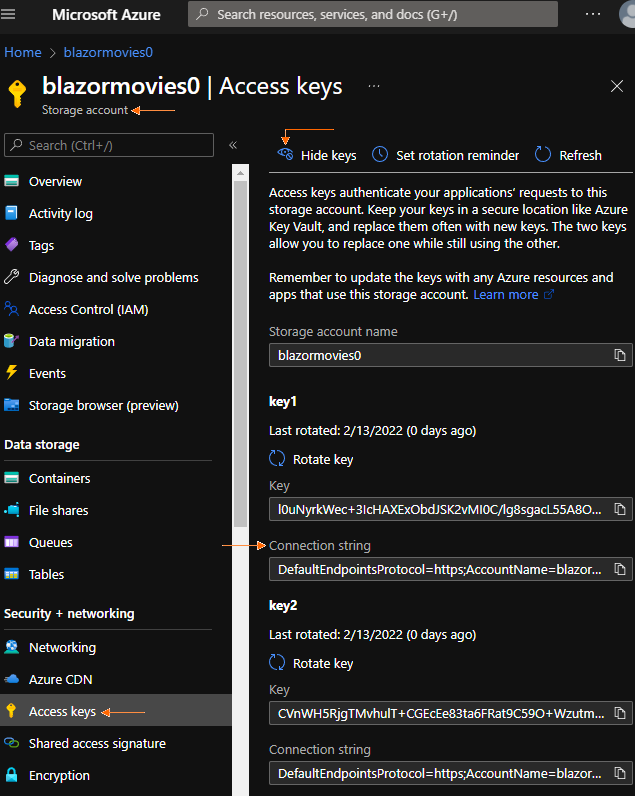 Microsoft Azure
Search resources, services, and docs (G+/)
...
Home > blazormovies0
blazormovies0 | Access keys ...
Storage account
Search (Ctrl+/)
«
Overview
Activity log
Tags
Diagnose and solve problems
Access Control (IAM)
Data migration
Events
Storage browser (preview)
Data storage
Containers
File shares
Queues
Tables
Security + networking
Networking
Azure CDN
Access keys
Shared access signature
Encryption
Hide keys
Set rotation reminder
Refresh
Access keys authenticate your applications' requests to this
storage account. Keep your keys in a secure location like Azure
Key Vault, and replace them often with new keys. The two keys
allow you to replace one while still using the other.
Remember to update the keys with any Azure resources and
apps that use this storage account. Learn more
Storage account name
blazormovies0
key1
Last rotated: 2/13/2022 (0 days ago)
Rotate key
Key
l0uNyrkWec+3IcHAXExObdJSK2vMI0C/lg8sgacL55A8O...
Connection string
DefaultEndpointsProtocol=https;AccountName=blazor...
key2
Last rotated: 2/13/2022 (0 days ago)
Rotate key
Key
CVnWH5RjgTMvhulT+CGEcEe83ta6FRat9C59O+Wzutm...
Connection string
DefaultEndpointsProtocol=https;AccountName=blazor...